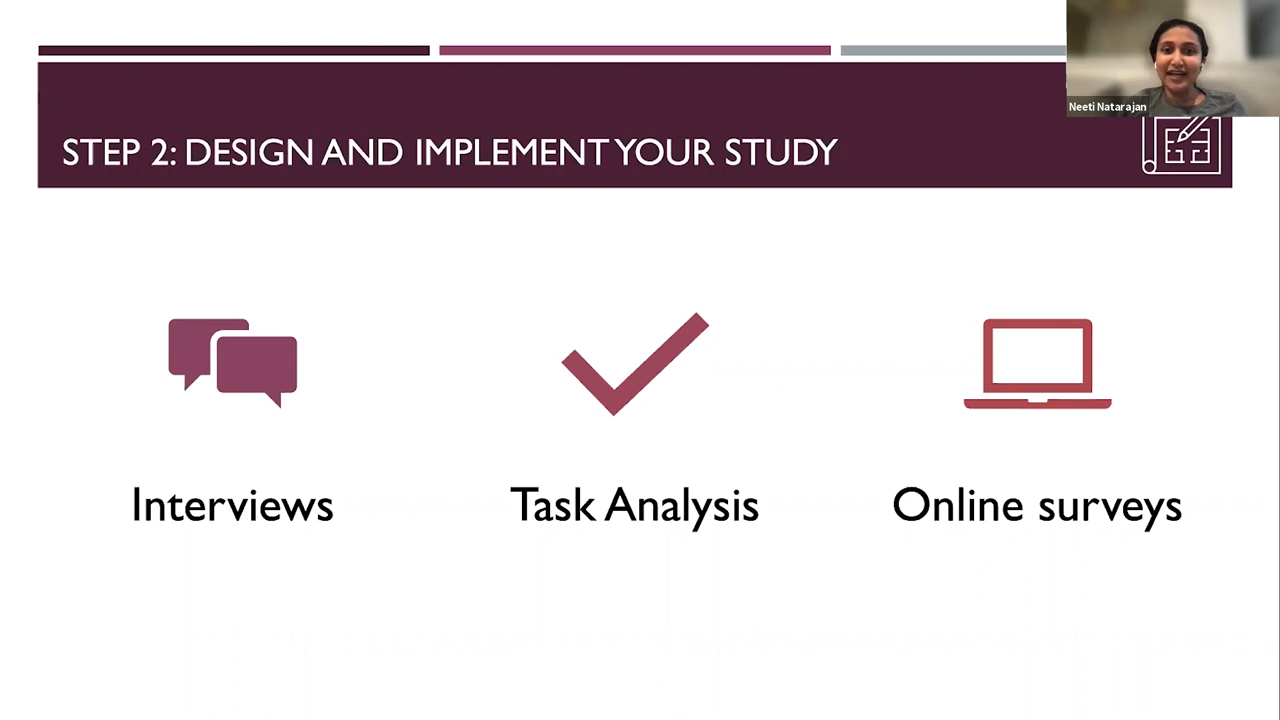 Neeti Natarajan
STEP 2: DESIGN AND IMPLEMENT YOUR STUDY
Interviews
Task Analysis
Online surveys